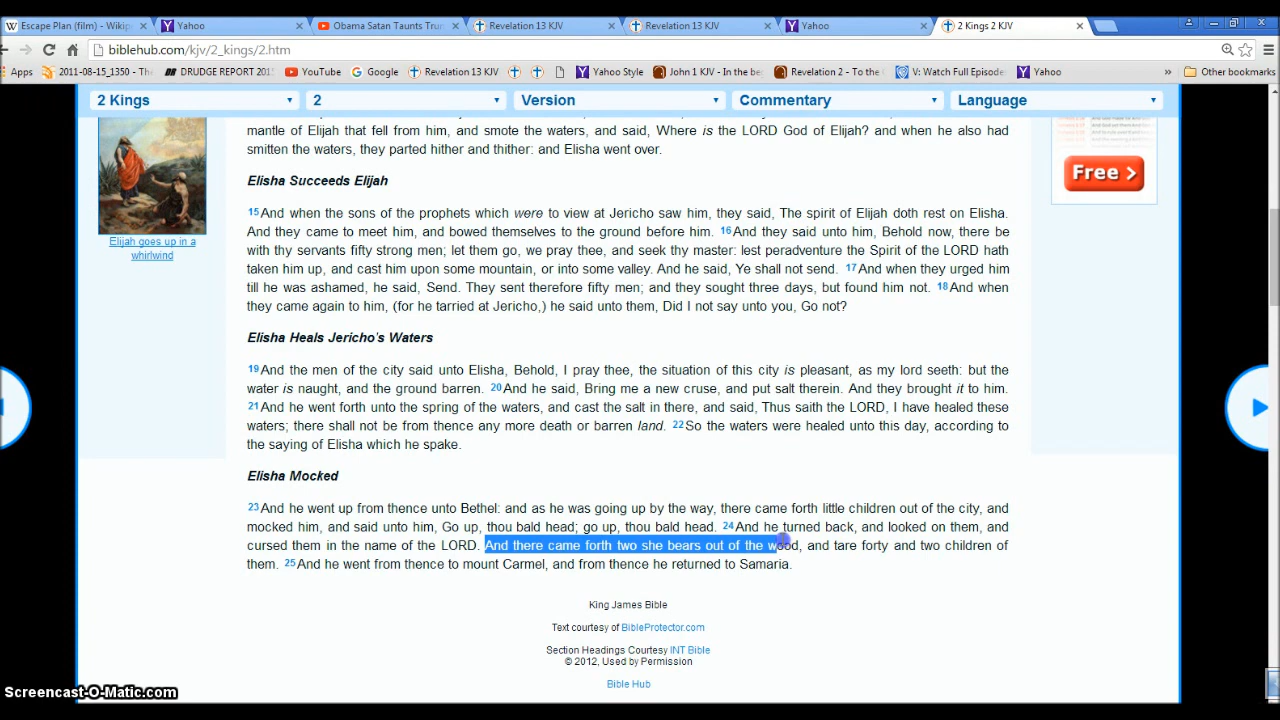 Escape Plan (film) - Wikip
Yahoo
Obama Satan Taunts Trun
Revelation 13 KJV
Revelation 13 KJV
Yahoo
2 Kings 2 KJV
biblehub.com/kjv/2_kings/2.htm
Apps
2011-08-15_1350 - The
DRUDGE REPORT 201
YouTube
Google
Revelation 13 KJV
Yahoo Style
John 1 KJV - In the be
Revelation 2 - To the C
V: Watch Full Episode
Yahoo
»
Other bookmarks
2 Kings
2
Version
Commentary
Language
mantle of Elijah that fell from him, and smote the waters, and said, Where is the LORD God of Elijah? and when he also had
smitten the waters, they parted hither and thither: and Elisha went over.
Elijah goes up in a
whirlwind
Free >
Elisha Succeeds Elijah
15And when the sons of the prophets which were to view at Jericho saw him, they said, The spirit of Elijah doth rest on Elisha.
And they came to meet him, and bowed themselves to the ground before him. 16And they said unto him, Behold now, there be
with thy servants fifty strong men; let them go, we pray thee, and seek thy master: lest peradventure the Spirit of the LORD hath
taken him up, and cast him upon some mountain, or into some valley. And he said, Ye shall not send. 17And when they urged him
till he was ashamed, he said, Send. They sent therefore fifty men; and they sought three days, but found him not. 18And when
they came again to him, (for he tarried at Jericho,) he said unto them, Did I not say unto you, Go not?
Elisha Heals Jericho's Waters
19And the men of the city said unto Elisha, Behold, I pray thee, the situation of this city is pleasant, as my lord seeth: but the
water is naught, and the ground barren. 20And he said, Bring me a new cruse, and put salt therein. And they brought it to him.
21And he went forth unto the spring of the waters, and cast the salt in there, and said, Thus saith the LORD, I have healed these
waters; there shall not be from thence any more death or barren land. 22So the waters were healed unto this day, according to
the saying of Elisha which he spake.
Elisha Mocked
23And he went up from thence unto Bethel: and as he was going up by the way, there came forth little children out of the city, and
mocked him, and said unto him, Go up, thou bald head; go up, thou bald head. 24And he turned back, and looked on them, and
cursed them in the name of the LORD. And there came forth two she bears out of the wood, and tare forty and two children of
them. 25And he went from thence to mount Carmel, and from thence he returned to Samaria.
King James Bible
Text courtesy of BibleProtector.com
Section Headings Courtesy INT Bible
© 2012, Used by Permission
Bible Hub
Screencast-O-Matic.com